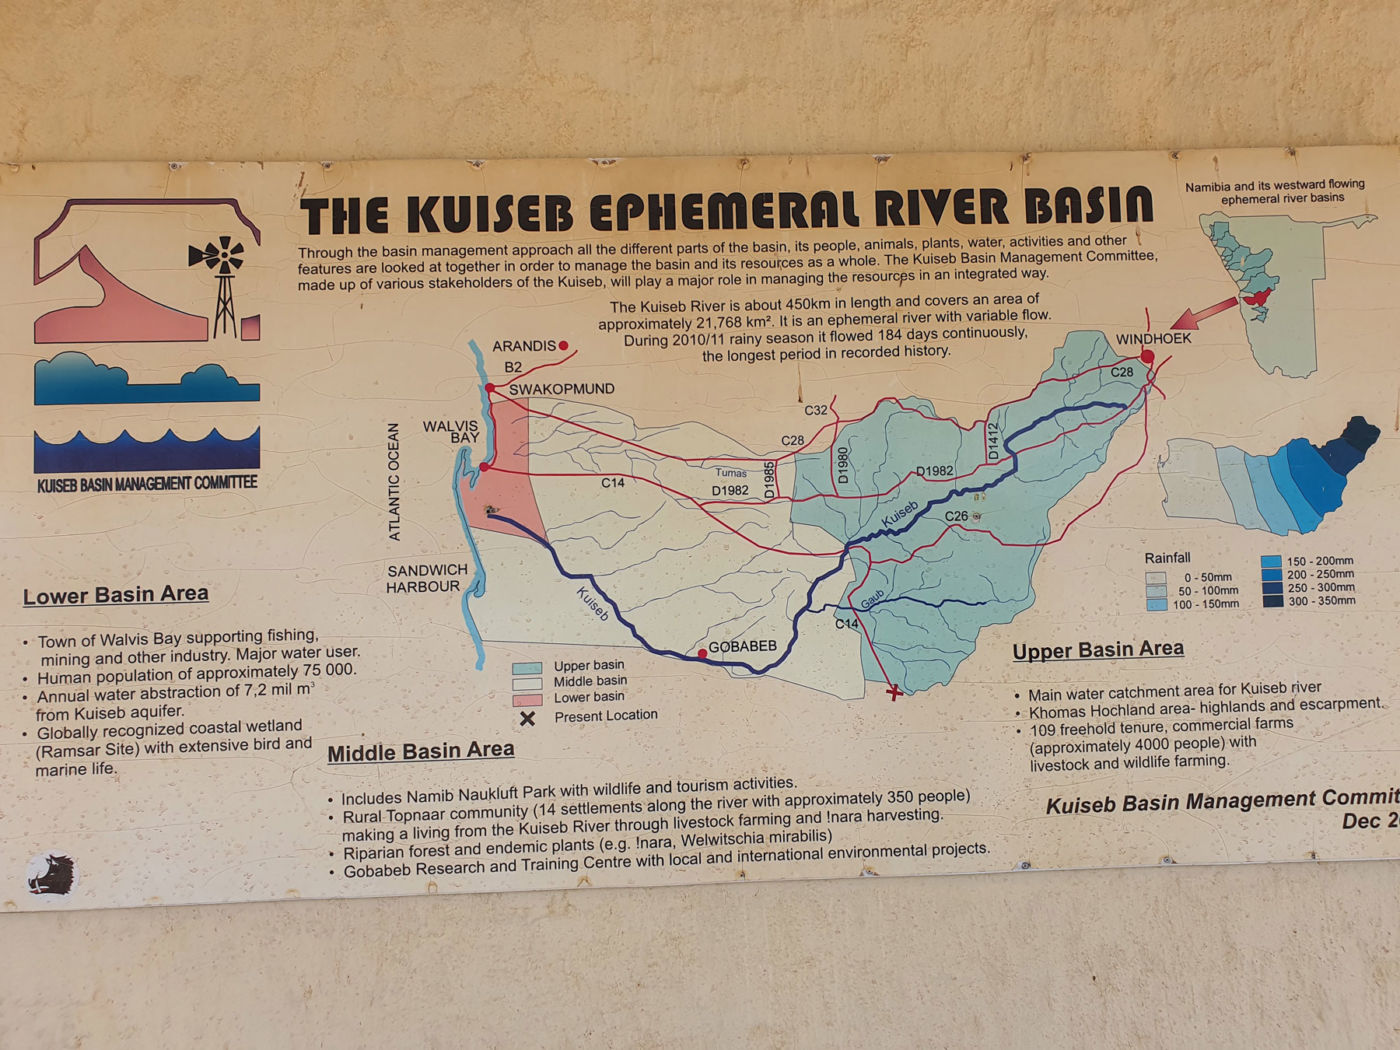 THE KUISEB EPHEMERAL RIVER BASIN
Through the basin management approach all the different parts of the basin, its people, animals, plants, water, activities and other
features are looked at together in order to manage the basin and its resources as a whole. The Kuiseb Basin Management Committee,
made up of various stakeholders of the Kuiseb, will play a major role in managing the resources in an integrated way.
The Kuiseb River is about 450km in length and covers an area of
approximately 21,768 km². It is an ephemeral river with variable flow.
During 2010/11 rainy season it flowed 184 days continuously,
the longest period in recorded history.
Namibia and its westward flowing
ephemeral river basins
KUISEB BASIN MANAGEMENT COMMITTEE
ARANDIS
B2
SWAKOPMUND
WALVIS
BAY
ATLANTIC OCEAN
SANDWICH
HARBOUR
WINDHOEK
C28
C32
C28
D1412
D1980
D1985
Tumas
D1982
D1982
C14
Kuiseb
C26
Kuiseb
Gaub
C14
GOBABEB
Upper basin
Middle basin
Lower basin
Present Location
Rainfall
0 - 50mm
50 - 100mm
100 - 150mm
150 - 200mm
200 - 250mm
250 - 300mm
300 - 350mm
Lower Basin Area
• Town of Walvis Bay supporting fishing,
mining and other industry. Major water user.
• Human population of approximately 75 000.
• Annual water abstraction of 7,2 mil m³
from Kuiseb aquifer.
• Globally recognized coastal wetland
(Ramsar Site) with extensive bird and
marine life.
Middle Basin Area
• Includes Namib Naukluft Park with wildlife and tourism activities.
• Rural Topnaar community (14 settlements along the river with approximately 350 people)
making a living from the Kuiseb River through livestock farming and !nara harvesting.
• Riparian forest and endemic plants (e.g. !nara, Welwitschia mirabilis)
• Gobabeb Research and Training Centre with local and international environmental projects.
Upper Basin Area
• Main water catchment area for Kuiseb river
• Khomas Hochland area- highlands and escarpment.
• 109 freehold tenure, commercial farms
(approximately 4000 people) with
livestock and wildlife farming.
Kuiseb Basin Management Committ
Dec 20